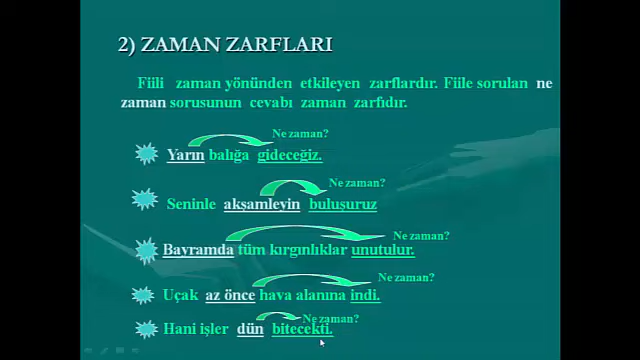 2) ZAMAN ZARFLARI
Fiili zaman yönünden etkileyen zarflardır. Fiile sorulan ne
zaman sorusunun cevabı zaman zarfıdır.
Ne zaman?
Yarın balığa gideceğiz.
Ne zaman?
Seninle akşamleyin buluşuruz
Ne zaman?
Bayramda tüm kırgınlıklar unutulur.
Ne zaman?
Uçak az önce hava alanına indi.
Ne zaman?
Hani işler dün bitecekti.